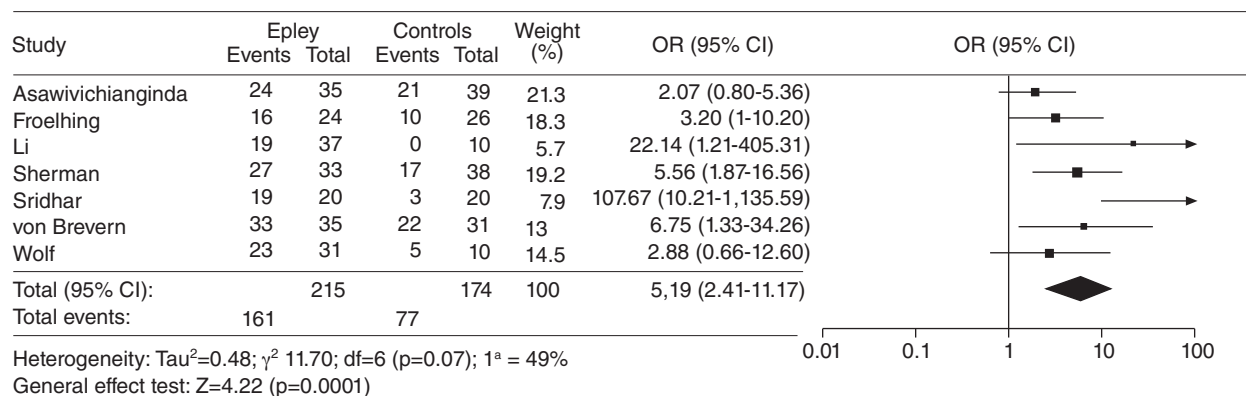 Study Epley Controls Weight (%) OR (95% CI) OR (95% CI)
Events Total Events Total
Asawivichianginda 24 35 21 39 21.3 2.07 (0.80-5.36)
Froelhing 16 24 10 26 18.3 3.20 (1-10.20)
Li 19 37 0 10 5.7 22.14 (1.21-405.31)
Sherman 27 33 17 38 19.2 5.56 (1.87-16.56)
Sridhar 19 20 3 20 7.9 107.67 (10.21-1,135.59)
von Brevern 33 35 22 31 13 6.75 (1.33-34.26)
Wolf 23 31 5 10 14.5 2.88 (0.66-12.60)
Total (95% CI): 215 174 100 5,19 (2.41-11.17)
Total events: 161 77
0.01 0.1 1 10 100
Heterogeneity: Tau²=0.48; γ² 11.70; df=6 (p=0.07); 1ª = 49%
General effect test: Z=4.22 (p=0.0001)